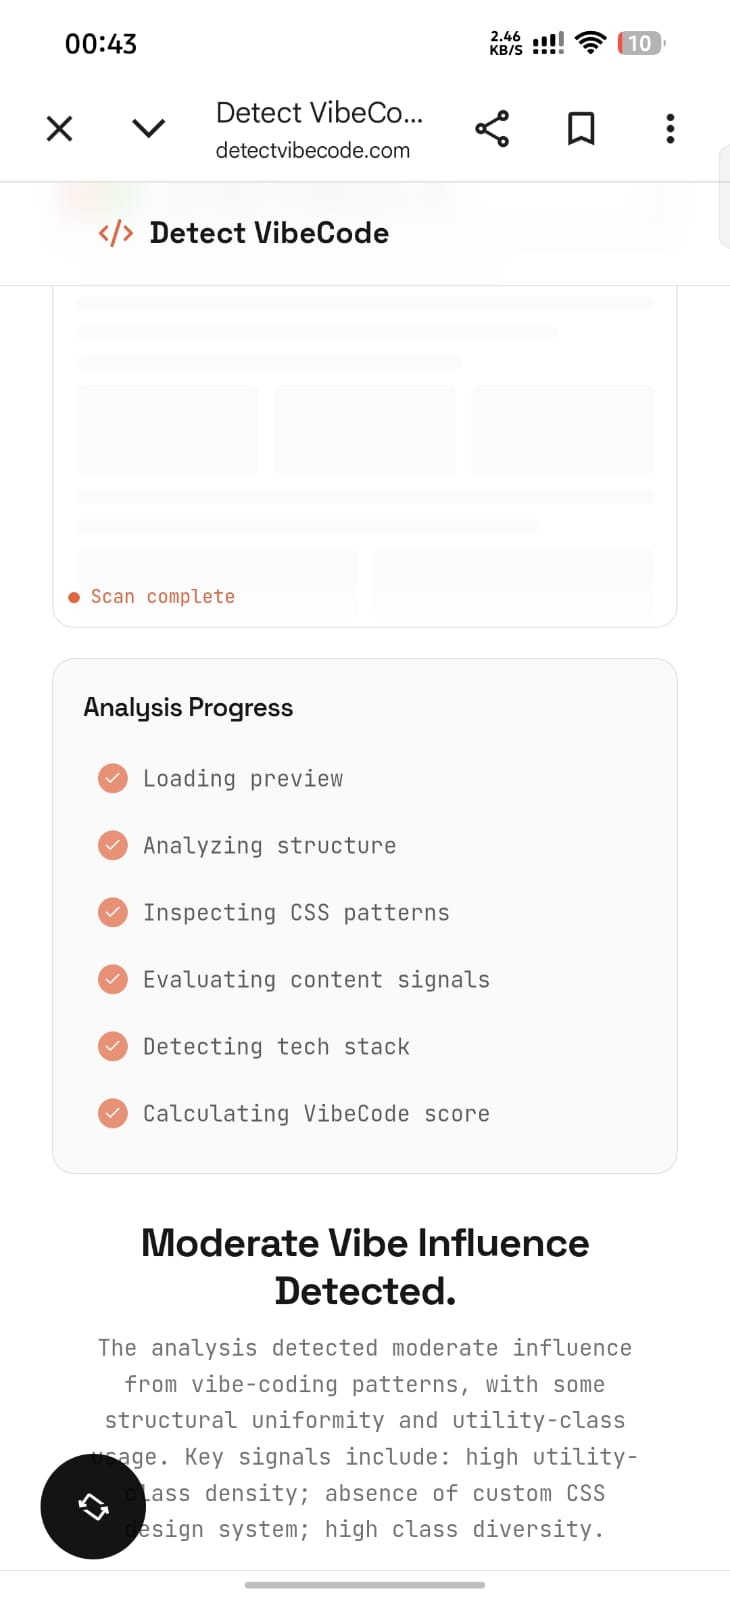 00:43
2.46
KB/S
10
Detect VibeCo...
detectvibecode.com
</> Detect VibeCode
Scan complete
Analysis Progress
Loading preview
Analyzing structure
Inspecting CSS patterns
Evaluating content signals
Detecting tech stack
Calculating VibeCode score
Moderate Vibe Influence
Detected.
The analysis detected moderate influence
from vibe-coding patterns, with some
structural uniformity and utility-class
usage. Key signals include: high utility-
class density; absence of custom CSS
design system; high class diversity.